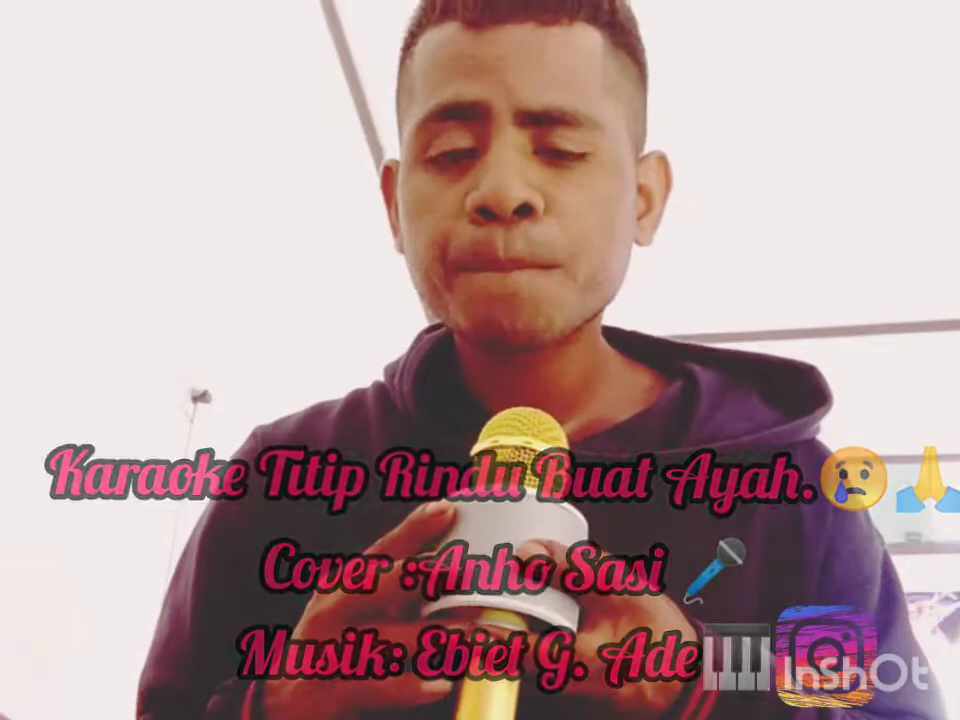 Karaoke Titip Rindu Buat Ayah.😢🙏
Cover :Anho Sasi 🎤
Musik: Ebiet G. Ade🎹
InShOt